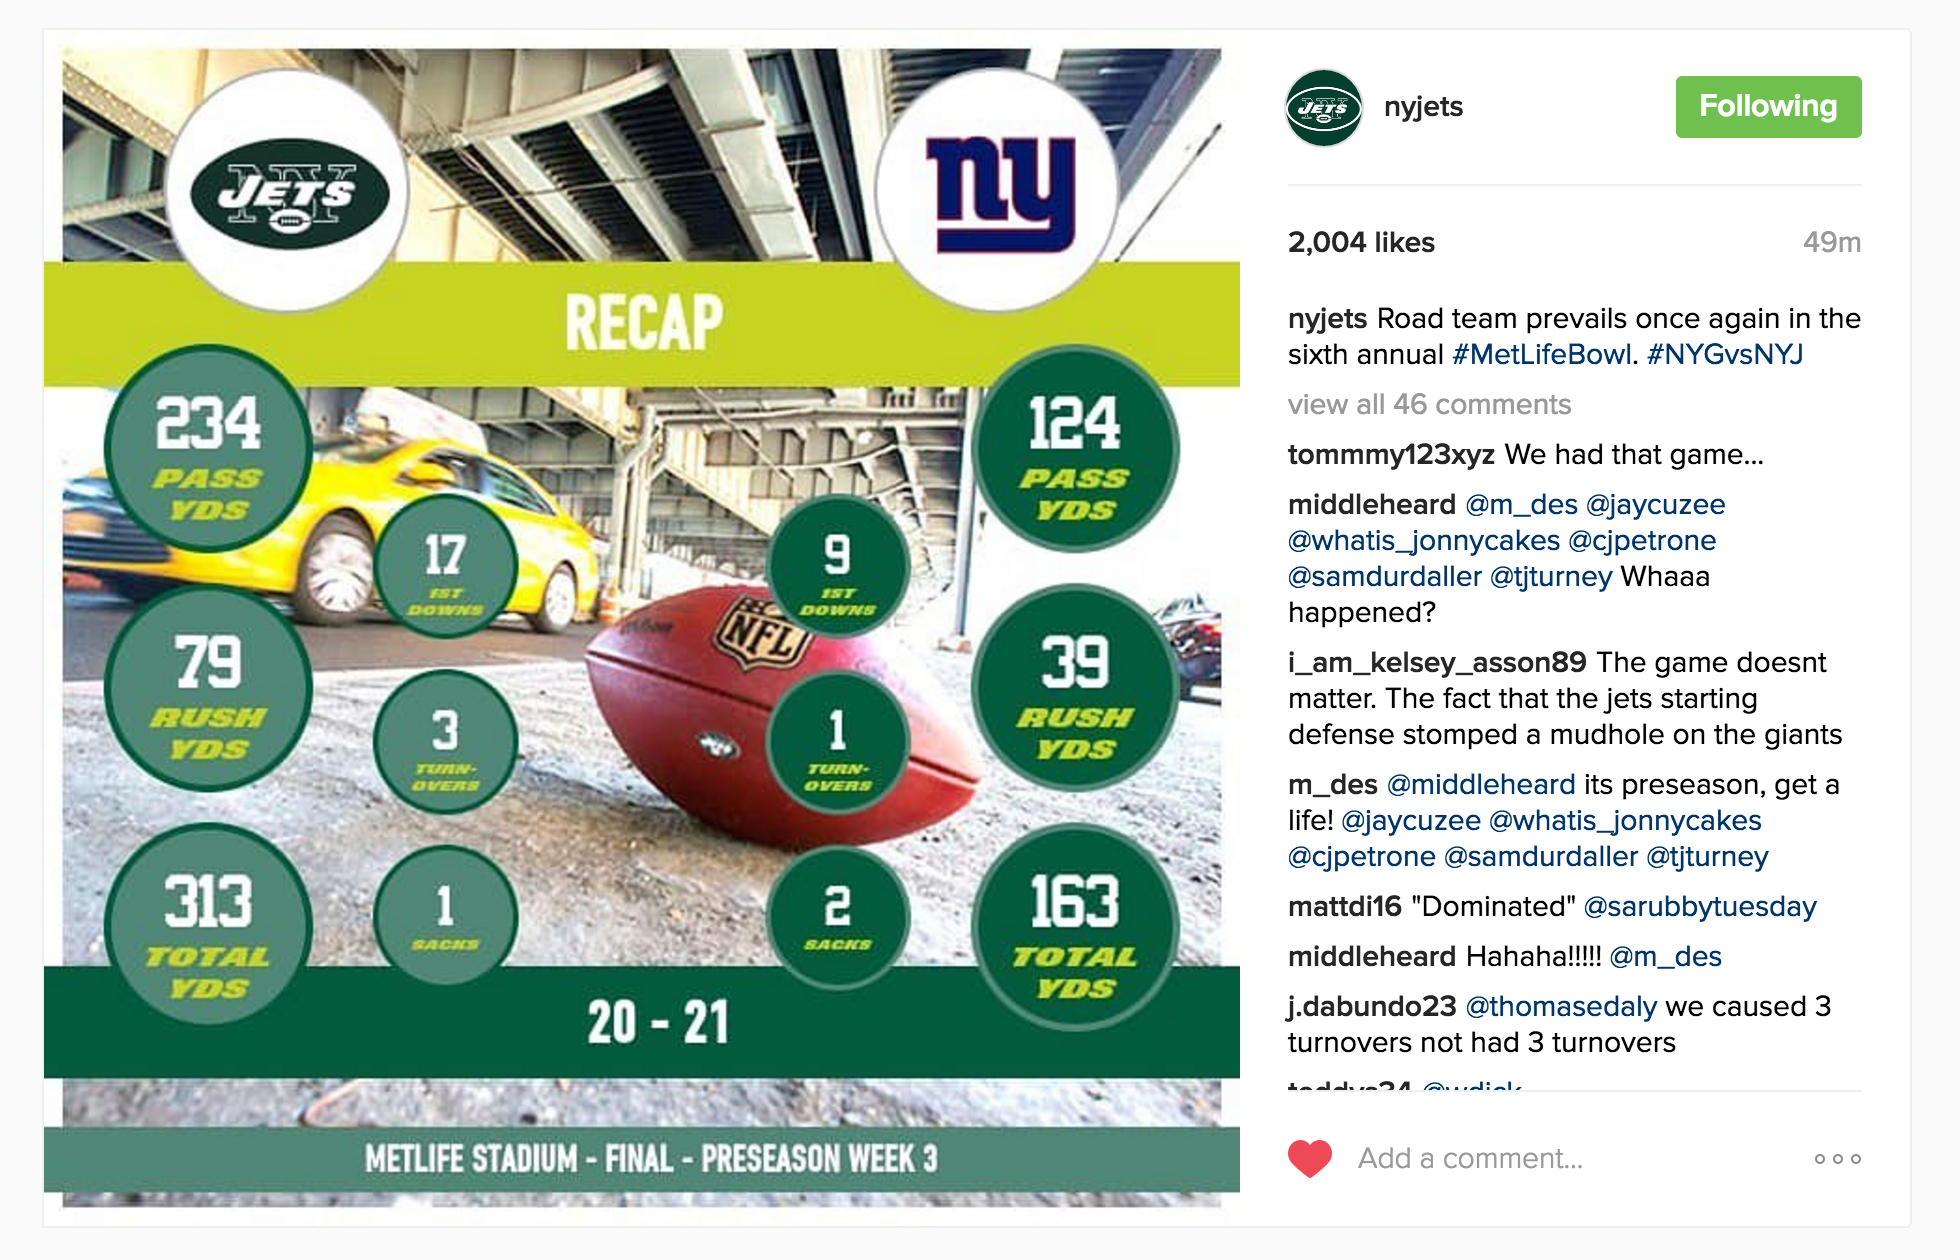 NY
JETS
ny
RECAP
234
PASS
YDS
124
PASS
YDS
17
1ST
DOWNS
9
1ST
DOWNS
NFL
79
RUSH
YDS
39
RUSH
YDS
3
TURN-
OVERS
1
TURN-
OVERS
313
TOTAL
YDS
163
TOTAL
YDS
1
SACKS
2
SACKS
20 - 21
METLIFE STADIUM - FINAL - PRESEASON WEEK 3
NY
JETS
nyjets
Following
2,004 likes
49m
nyjets Road team prevails once again in the
sixth annual #MetLifeBowl. #NYGvsNYJ
view all 46 comments
tommmy123xyz We had that game...
middleheard @m_des @jaycuzee
@whatis_jonnycakes @cjpetrone
@samdurdaller @tjturney Whaaa
happened?
i_am_kelsey_asson89 The game doesnt
matter. The fact that the jets starting
defense stomped a mudhole on the giants
m_des @middleheard its preseason, get a
life! @jaycuzee @whatis_jonnycakes
@cjpetrone @samdurdaller @tjturney
mattdi16 "Dominated" @sarubbytuesday
middleheard Hahaha!!!!! @m_des
j.dabundo23 @thomasedaly we caused 3
turnovers not had 3 turnovers
Add a comment...